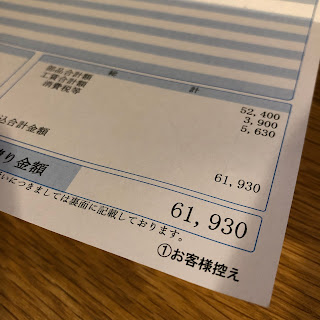 総 計
部品合計額 52,400
工賃合計額 3,900
消費税等 5,630
込合計金額 61,930
り金額 61,930
いにつきましては裏面に記載しております。
①お客様控え